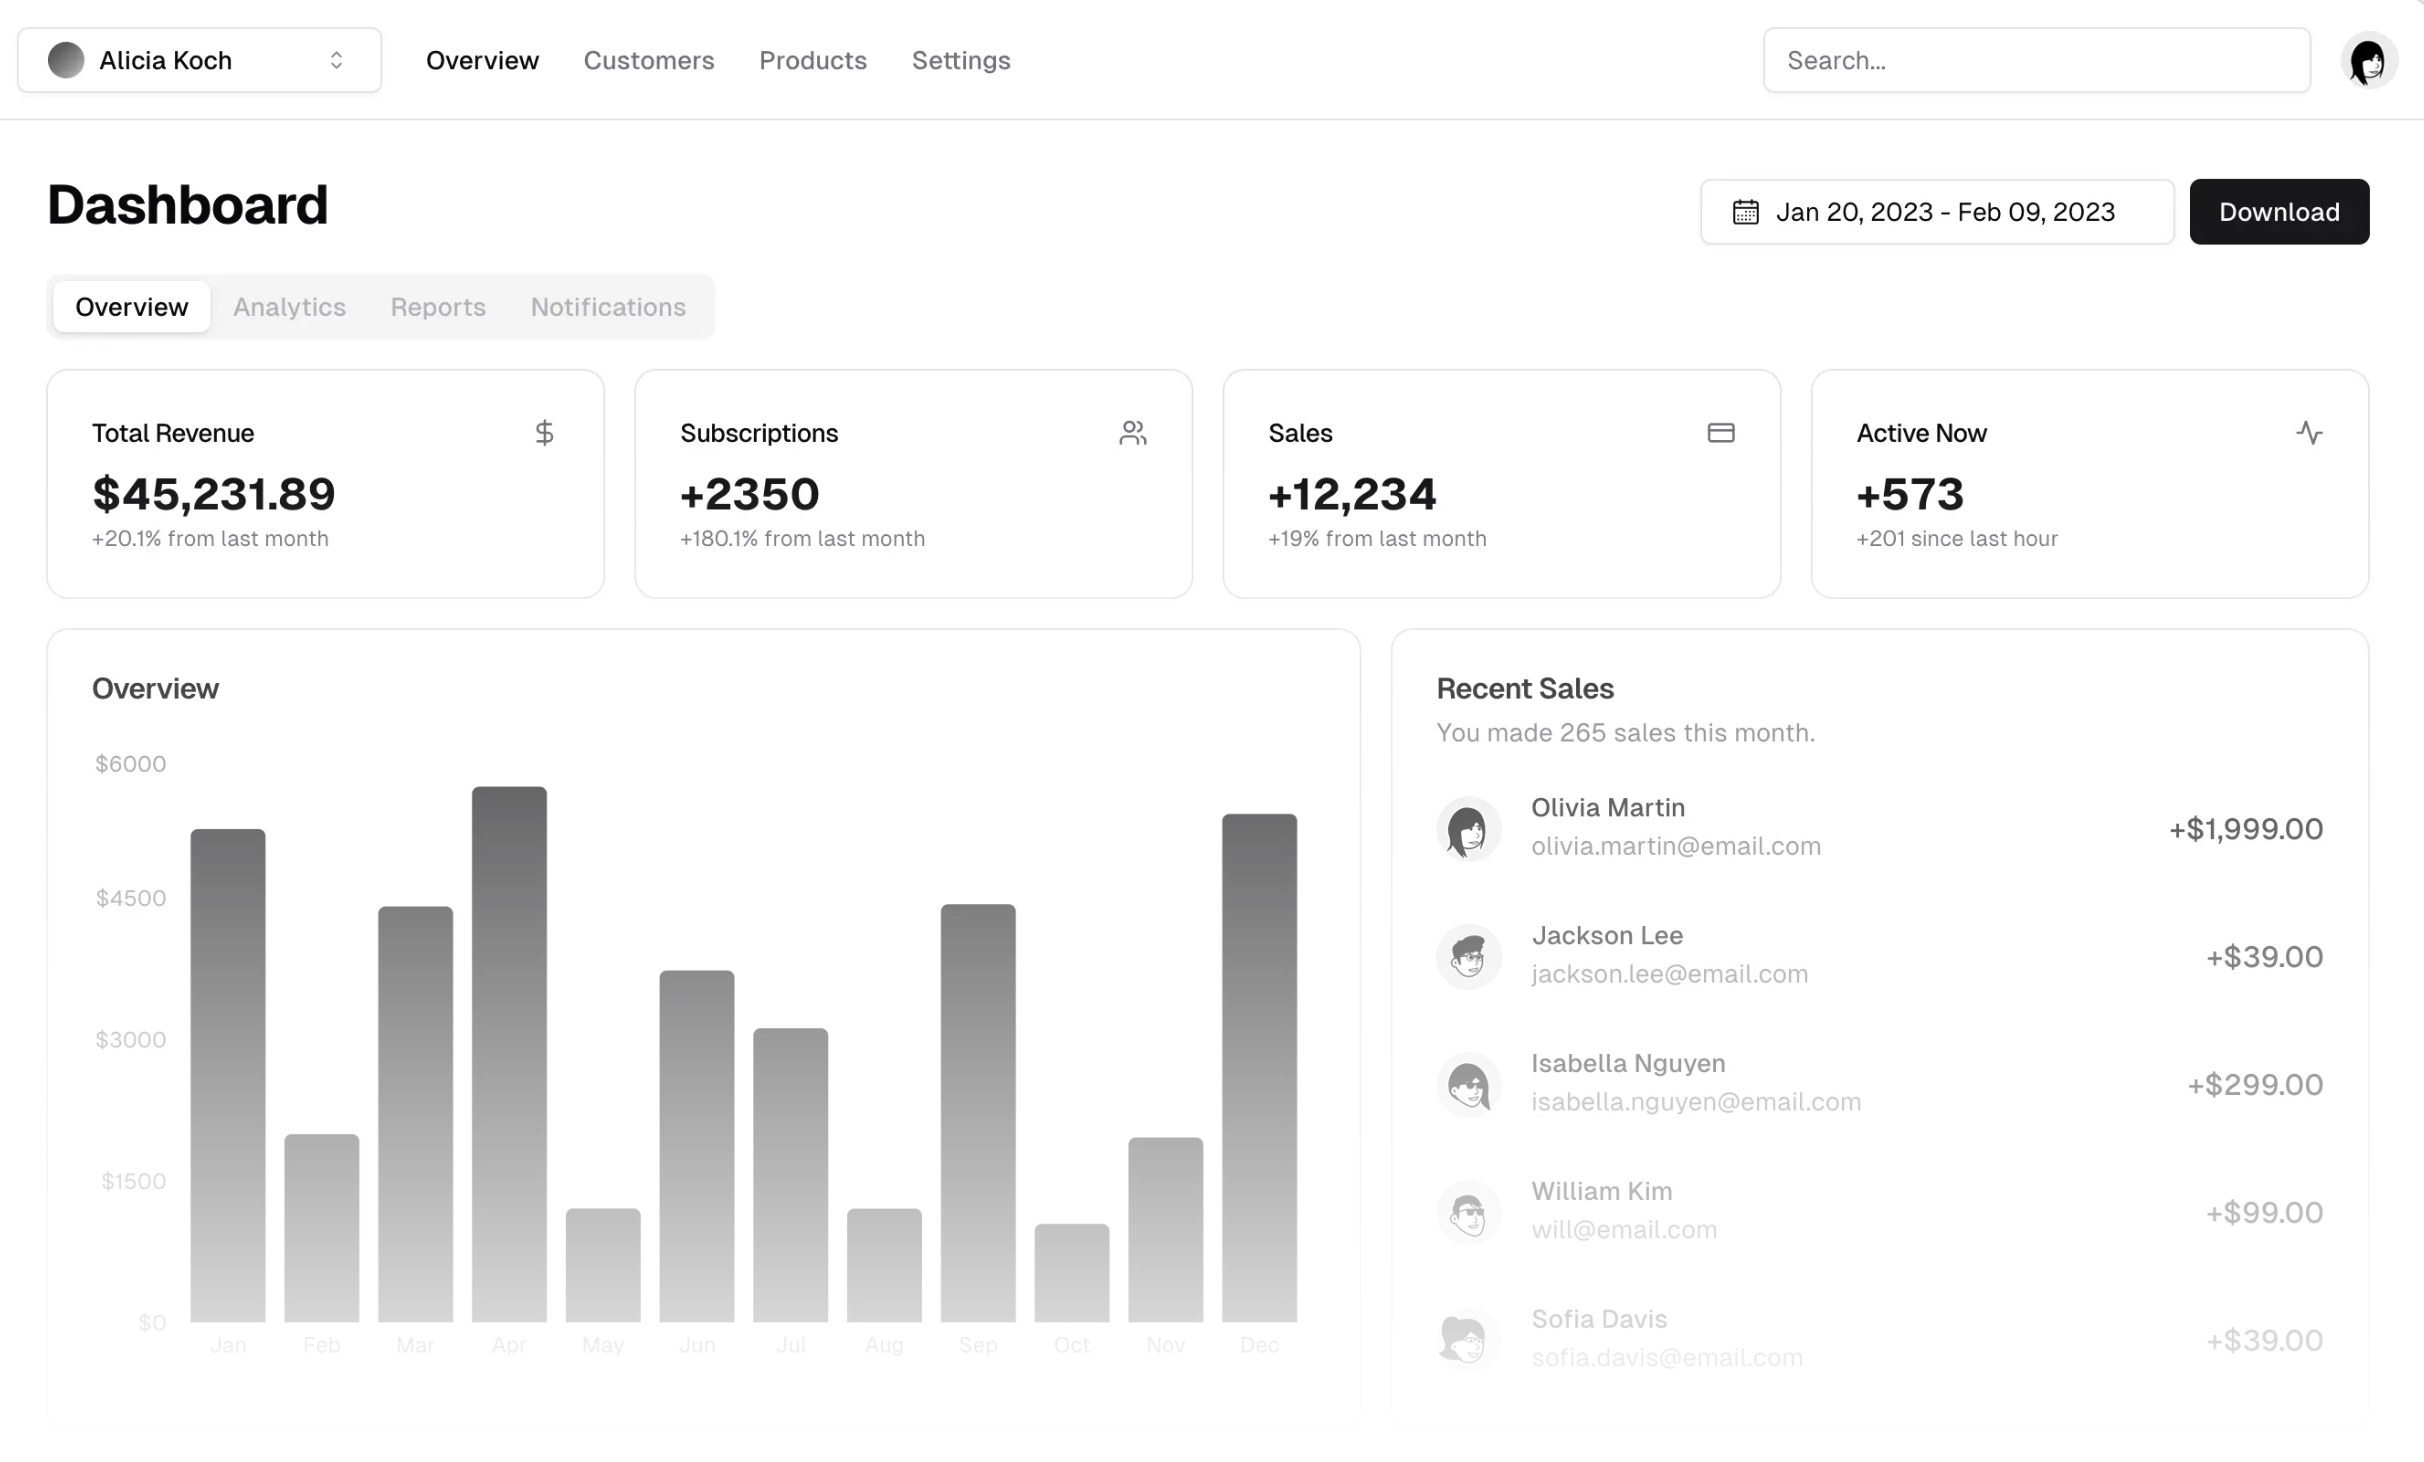 Alicia Koch
Overview
Customers
Products
Settings
Search...
Dashboard
Jan 20, 2023 - Feb 09, 2023
Download
Overview
Analytics
Reports
Notifications
Total Revenue
$45,231.89
+20.1% from last month
Subscriptions
+2350
+180.1% from last month
Sales
+12,234
+19% from last month
Active Now
+573
+201 since last hour
Overview
$6000
$4500
$3000
$1500
$0
Jan
Feb
Mar
Apr
May
Jun
Jul
Aug
Sep
Oct
Nov
Dec
Recent Sales
You made 265 sales this month.
Olivia Martin
olivia.martin@email.com
+$1,999.00
Jackson Lee
jackson.lee@email.com
+$39.00
Isabella Nguyen
isabella.nguyen@email.com
+$299.00
William Kim
will@email.com
+$99.00
Sofia Davis
sofia.davis@email.com
+$39.00